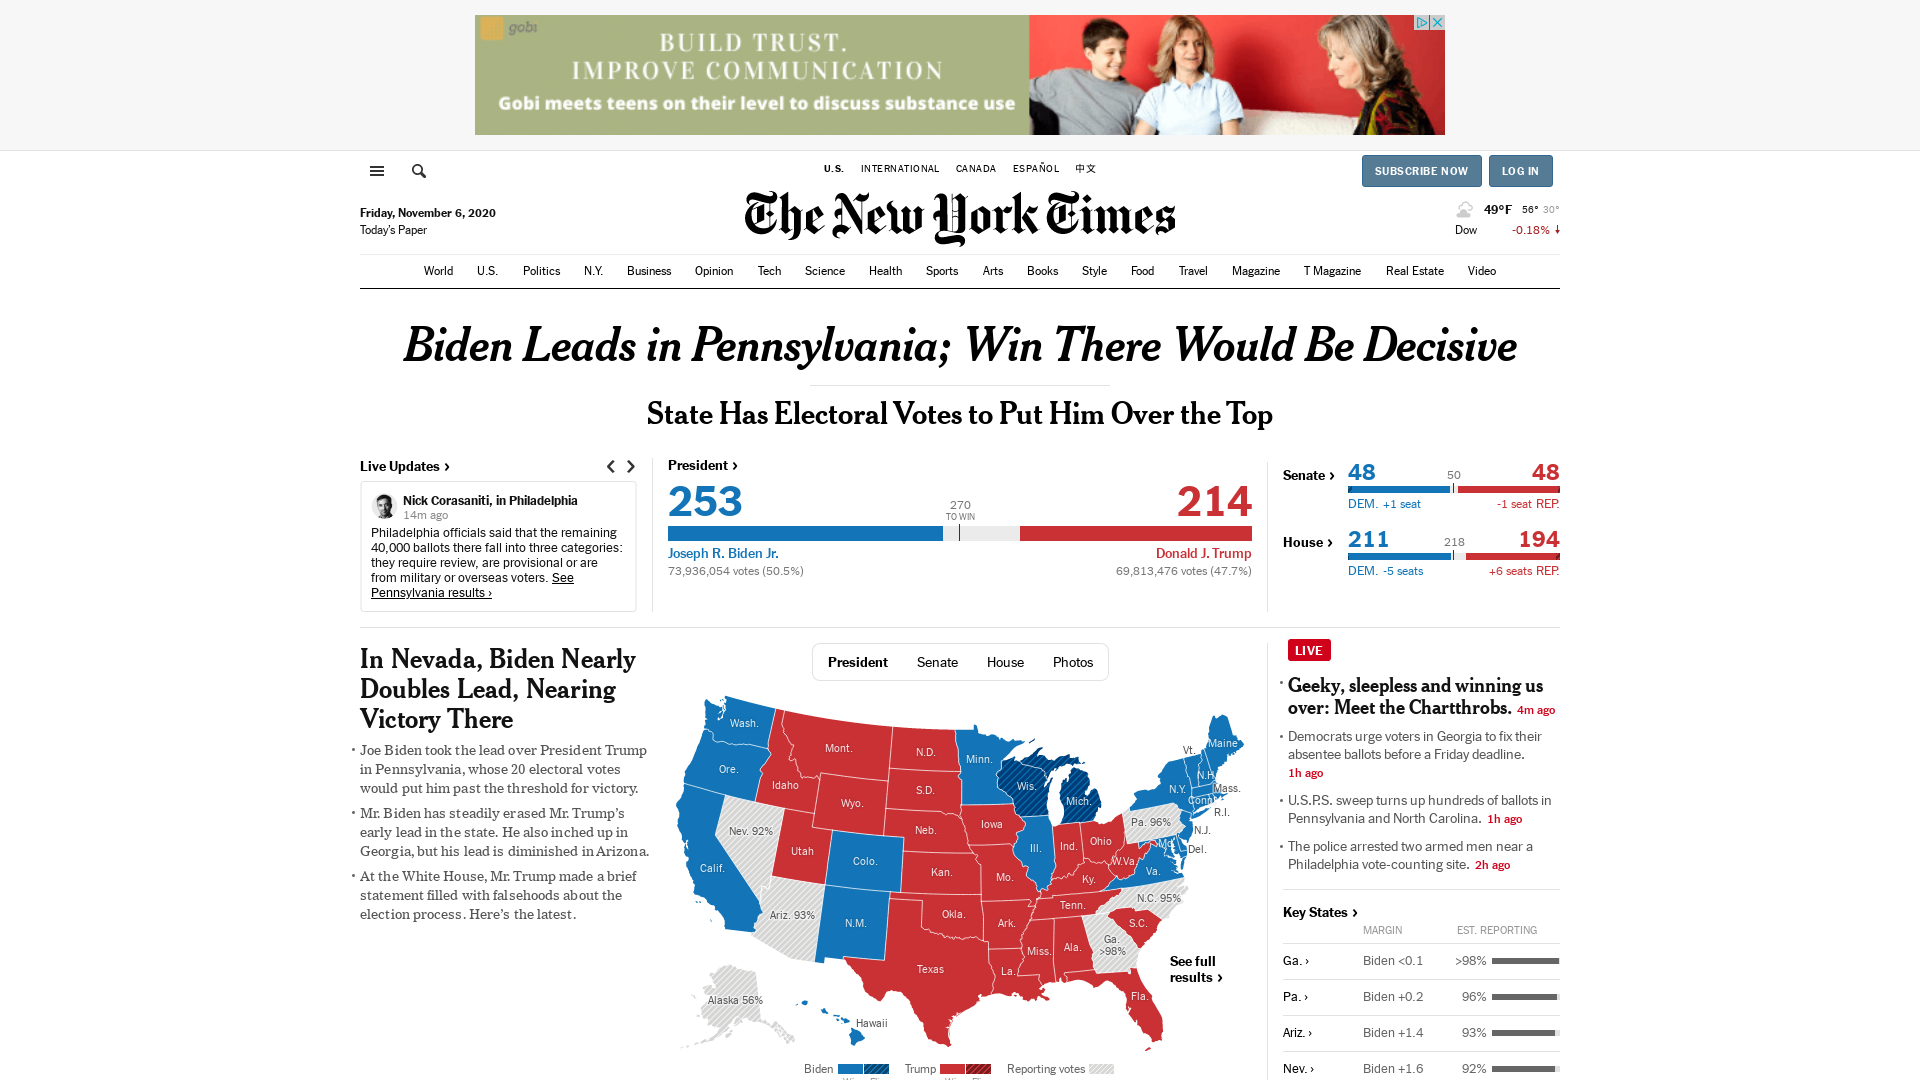 gobi
BUILD TRUST.
IMPROVE COMMUNICATION
Gobi meets teens on their level to discuss substance use
U.S. INTERNATIONAL CANADA ESPAÑOL 中文
SUBSCRIBE NOW LOG IN
Friday, November 6, 2020
Today's Paper
The New York Times
49°F 56° 30°
Dow -0.18% ↓
World U.S. Politics N.Y. Business Opinion Tech Science Health Sports Arts Books Style Food Travel Magazine T Magazine Real Estate Video
Biden Leads in Pennsylvania; Win There Would Be Decisive
State Has Electoral Votes to Put Him Over the Top
Live Updates ›
Nick Corasaniti, in Philadelphia
14m ago
Philadelphia officials said that the remaining
40,000 ballots there fall into three categories:
they require review, are provisional or are
from military or overseas voters. See
Pennsylvania results ›
President ›
253 214
270
TO WIN
Joseph R. Biden Jr. Donald J. Trump
73,936,054 votes (50.5%) 69,813,476 votes (47.7%)
Senate › 48 50 48
DEM. +1 seat -1 seat REP.
House › 211 218 194
DEM. -5 seats +6 seats REP.
In Nevada, Biden Nearly
Doubles Lead, Nearing
Victory There
• Joe Biden took the lead over President Trump
in Pennsylvania, whose 20 electoral votes
would put him past the threshold for victory.
• Mr. Biden has steadily erased Mr. Trump's
early lead in the state. He also inched up in
Georgia, but his lead is diminished in Arizona.
• At the White House, Mr. Trump made a brief
statement filled with falsehoods about the
election process. Here's the latest.
President Senate House Photos
Wash.
Mont.
N.D.
Minn.
Vt.
Maine
Ore.
Idaho
S.D.
Wis.
N.H.
Wyo.
Mich.
N.Y.
Mass.
Conn.
R.I.
Nev. 92%
Neb.
Iowa
Pa. 96%
N.J.
Utah
Colo.
Ill.
Ind.
Ohio
Md.
Del.
Calif.
Kan.
Mo.
W.Va.
Va.
Ky.
Ariz. 93%
N.M.
Okla.
Ark.
Tenn.
N.C. 95%
S.C.
Texas
La.
Miss.
Ala.
Ga.
>98%
Fla.
Alaska 56%
Hawaii
See full
results ›
Biden Trump Reporting votes
LIVE
• Geeky, sleepless and winning us
over: Meet the Chartthrobs. 4m ago
• Democrats urge voters in Georgia to fix their
absentee ballots before a Friday deadline.
1h ago
• U.S.P.S. sweep turns up hundreds of ballots in
Pennsylvania and North Carolina. 1h ago
• The police arrested two armed men near a
Philadelphia vote-counting site. 2h ago
Key States ›
MARGIN EST. REPORTING
Ga. › Biden <0.1 >98%
Pa. › Biden +0.2 96%
Ariz. › Biden +1.4 93%
Nev. › Biden +1.6 92%